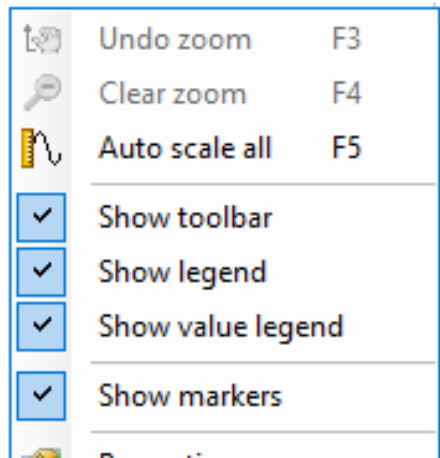 Undo zoom F3
Clear zoom F4
Auto scale all F5
Show toolbar
Show legend
Show value legend
Show markers